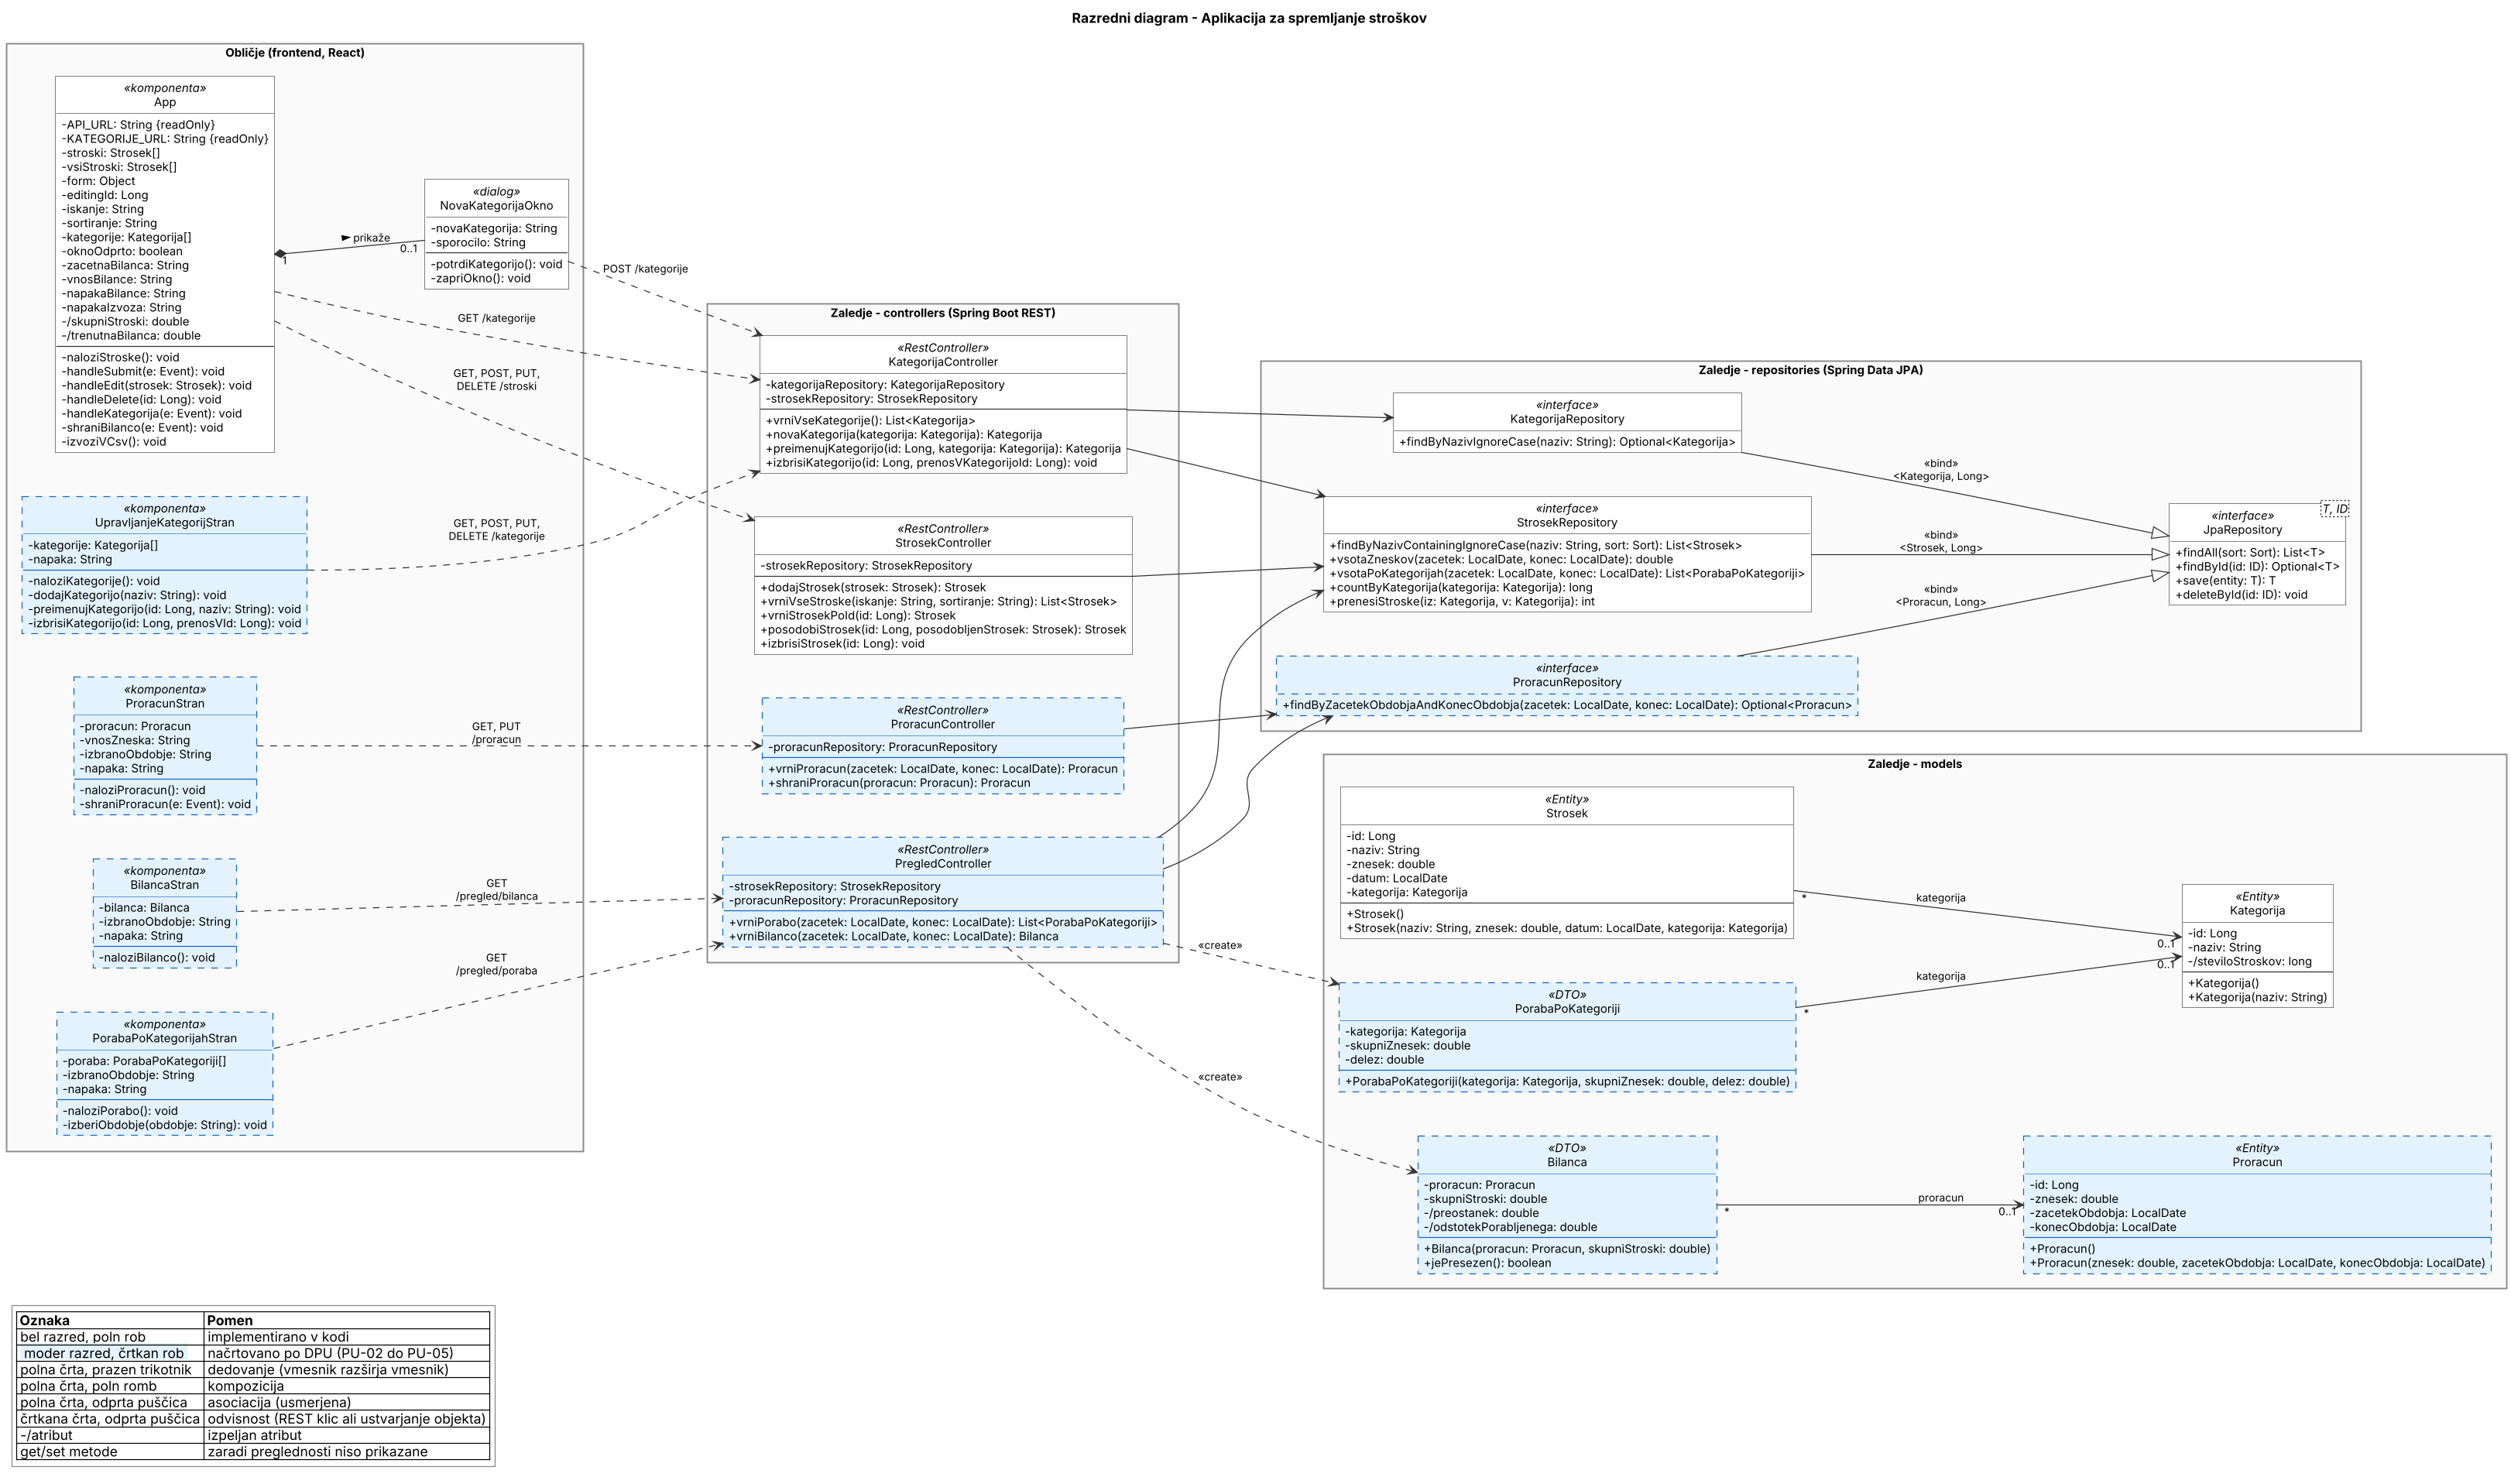 Razredni diagram - Aplikacija za spremljanje stroškov
Obličje (frontend, React)
«komponenta»
App
-API_URL: String {readOnly}
-KATEGORIJE_URL: String {readOnly}
-stroski: Strosek[]
-vsiStroski: Strosek[]
-form: Object
-editingId: Long
-iskanje: String
-sortiranje: String
-kategorije: Kategorija[]
-oknoOdprto: boolean
-zacetnaBilanca: String
-vnosBilance: String
-napakaBilance: String
-napakaIzvoza: String
-/skupniStroski: double
-/trenutnaBilanca: double
-naloziStroske(): void
-handleSubmit(e: Event): void
-handleEdit(strosek: Strosek): void
-handleDelete(id: Long): void
-handleKategorija(e: Event): void
-shraniBilanco(e: Event): void
-izvoziVCsv(): void
prikaže
1
0..1
«dialog»
NovaKategorijaOkno
-novaKategorija: String
-sporocilo: String
-potrdiKategorijo(): void
-zapriOkno(): void
«komponenta»
UpravljanjeKategorijStran
-kategorije: Kategorija[]
-napaka: String
-naloziKategorije(): void
-dodajKategorijo(naziv: String): void
-preimenujKategorijo(id: Long, naziv: String): void
-izbrisiKategorijo(id: Long, prenosVId: Long): void
«komponenta»
ProracunStran
-proracun: Proracun
-vnosZneska: String
-izbranoObdobje: String
-napaka: String
-naloziProracun(): void
-shraniProracun(e: Event): void
«komponenta»
BilancaStran
-bilanca: Bilanca
-izbranoObdobje: String
-napaka: String
-naloziBilanco(): void
«komponenta»
PorabaPoKategorijahStran
-poraba: PorabaPoKategoriji[]
-izbranoObdobje: String
-napaka: String
-naloziPorabo(): void
-izberiObdobje(obdobje: String): void
POST /kategorije
GET /kategorije
GET, POST, PUT,
DELETE /stroski
GET, POST, PUT,
DELETE /kategorije
GET, PUT
/proracun
GET
/pregled/bilanca
GET
/pregled/poraba
Zaledje - controllers (Spring Boot REST)
«RestController»
KategorijaController
-kategorijaRepository: KategorijaRepository
-strosekRepository: StrosekRepository
+vrniVseKategorije(): List<Kategorija>
+novaKategorija(kategorija: Kategorija): Kategorija
+preimenujKategorijo(id: Long, kategorija: Kategorija): Kategorija
+izbrisiKategorijo(id: Long, prenosVKategorijoId: Long): void
«RestController»
StrosekController
-strosekRepository: StrosekRepository
+dodajStrosek(strosek: Strosek): Strosek
+vrniVseStroske(iskanje: String, sortiranje: String): List<Strosek>
+vrniStrosekPoId(id: Long): Strosek
+posodobiStrosek(id: Long, posodobljenStrosek: Strosek): Strosek
+izbrisiStrosek(id: Long): void
«RestController»
ProracunController
-proracunRepository: ProracunRepository
+vrniProracun(zacetek: LocalDate, konec: LocalDate): Proracun
+shraniProracun(proracun: Proracun): Proracun
«RestController»
PregledController
-strosekRepository: StrosekRepository
-proracunRepository: ProracunRepository
+vrniPorabo(zacetek: LocalDate, konec: LocalDate): List<PorabaPoKategoriji>
+vrniBilanco(zacetek: LocalDate, konec: LocalDate): Bilanca
«create»
«create»
Zaledje - repositories (Spring Data JPA)
«interface»
KategorijaRepository
+findByNazivIgnoreCase(naziv: String): Optional<Kategorija>
«interface»
StrosekRepository
+findByNazivContainingIgnoreCase(naziv: String, sort: Sort): List<Strosek>
+vsotaZneskov(zacetek: LocalDate, konec: LocalDate): double
+vsotaPoKategorijah(zacetek: LocalDate, konec: LocalDate): List<PorabaPoKategoriji>
+countByKategorija(kategorija: Kategorija): long
+prenesiStroske(iz: Kategorija, v: Kategorija): int
«interface»
ProracunRepository
+findByZacetekObdobjaAndKonecObdobja(zacetek: LocalDate, konec: LocalDate): Optional<Proracun>
«bind»
<Kategorija, Long>
«bind»
<Strosek, Long>
«bind»
<Proracun, Long>
T, ID
«interface»
JpaRepository
+findAll(sort: Sort): List<T>
+findById(id: ID): Optional<T>
+save(entity: T): T
+deleteById(id: ID): void
Zaledje - models
«Entity»
Strosek
-id: Long
-naziv: String
-znesek: double
-datum: LocalDate
-kategorija: Kategorija
+Strosek()
+Strosek(naziv: String, znesek: double, datum: LocalDate, kategorija: Kategorija)
kategorija
*
0..1
«Entity»
Kategorija
-id: Long
-naziv: String
-/steviloStroskov: long
+Kategorija()
+Kategorija(naziv: String)
«DTO»
PorabaPoKategoriji
-kategorija: Kategorija
-skupniZnesek: double
-delez: double
+PorabaPoKategoriji(kategorija: Kategorija, skupniZnesek: double, delez: double)
kategorija
*
0..1
«DTO»
Bilanca
-proracun: Proracun
-skupniStroski: double
-/preostanek: double
-/odstotekPorabljenega: double
+Bilanca(proracun: Proracun, skupniStroski: double)
+jePresezen(): boolean
proracun
*
0..1
«Entity»
Proracun
-id: Long
-znesek: double
-zacetekObdobja: LocalDate
-konecObdobja: LocalDate
+Proracun()
+Proracun(znesek: double, zacetekObdobja: LocalDate, konecObdobja: LocalDate)
Oznaka Pomen
bel razred, poln rob implementirano v kodi
moder razred, črtkan rob načrtovano po DPU (PU-02 do PU-05)
polna črta, prazen trikotnik dedovanje (vmesnik razširja vmesnik)
polna črta, poln romb kompozicija
polna črta, odprta puščica asociacija (usmerjena)
črtkana črta, odprta puščica odvisnost (REST klic ali ustvarjanje objekta)
-/atribut izpeljan atribut
get/set metode zaradi preglednosti niso prikazane